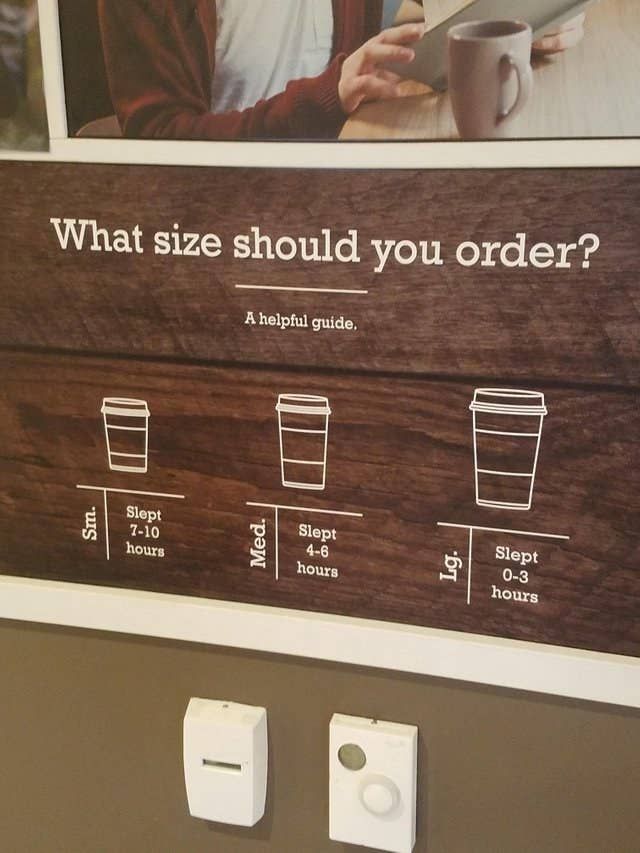 What size should you order?
A helpful guide.
Sm.
Slept
7-10
hours
Med.
Slept
4-6
hours
Lg.
Slept
0-3
hours